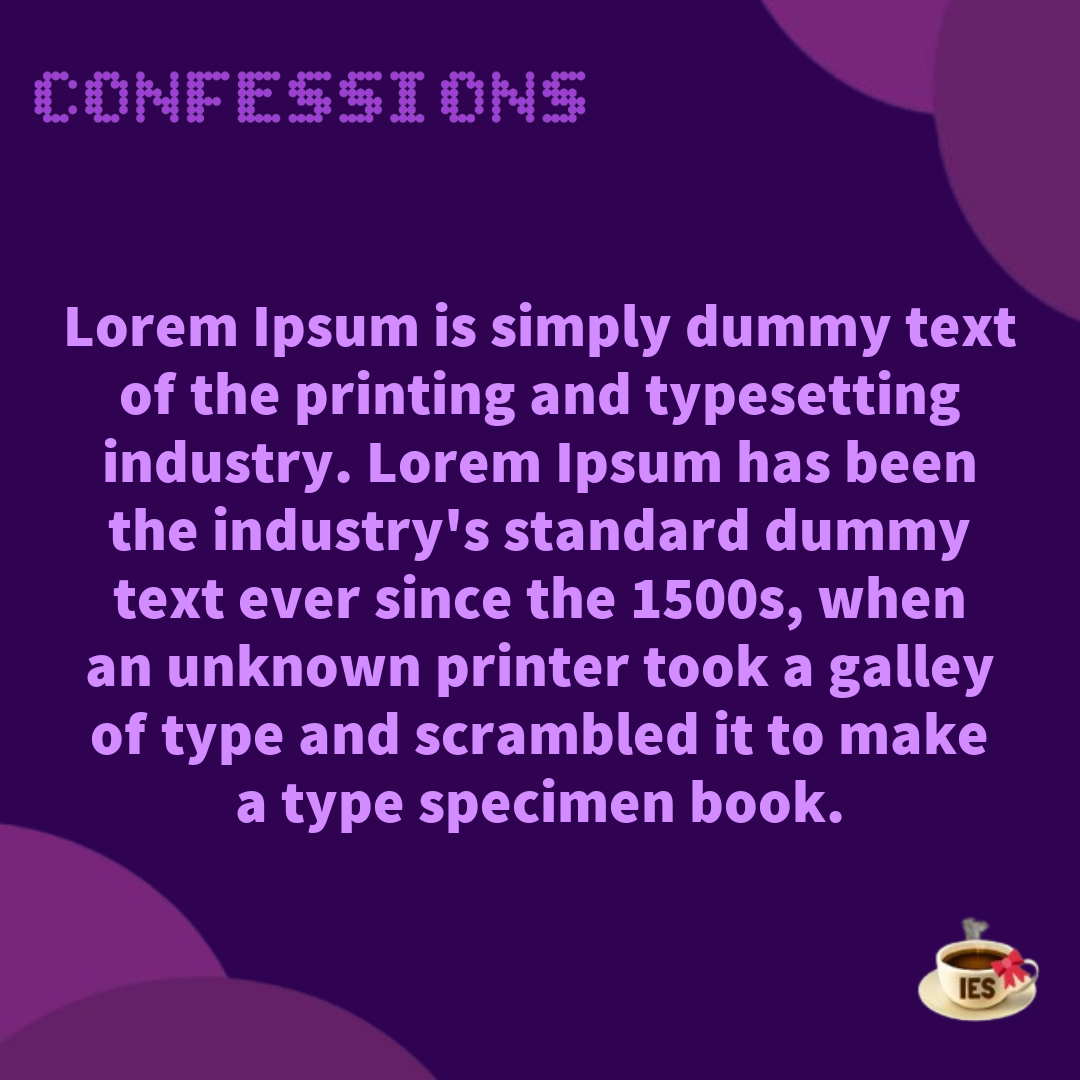 CONFESSIONS
Lorem Ipsum is simply dummy text
of the printing and typesetting
industry. Lorem Ipsum has been
the industry's standard dummy
text ever since the 1500s, when
an unknown printer took a galley
of type and scrambled it to make
a type specimen book.
IES